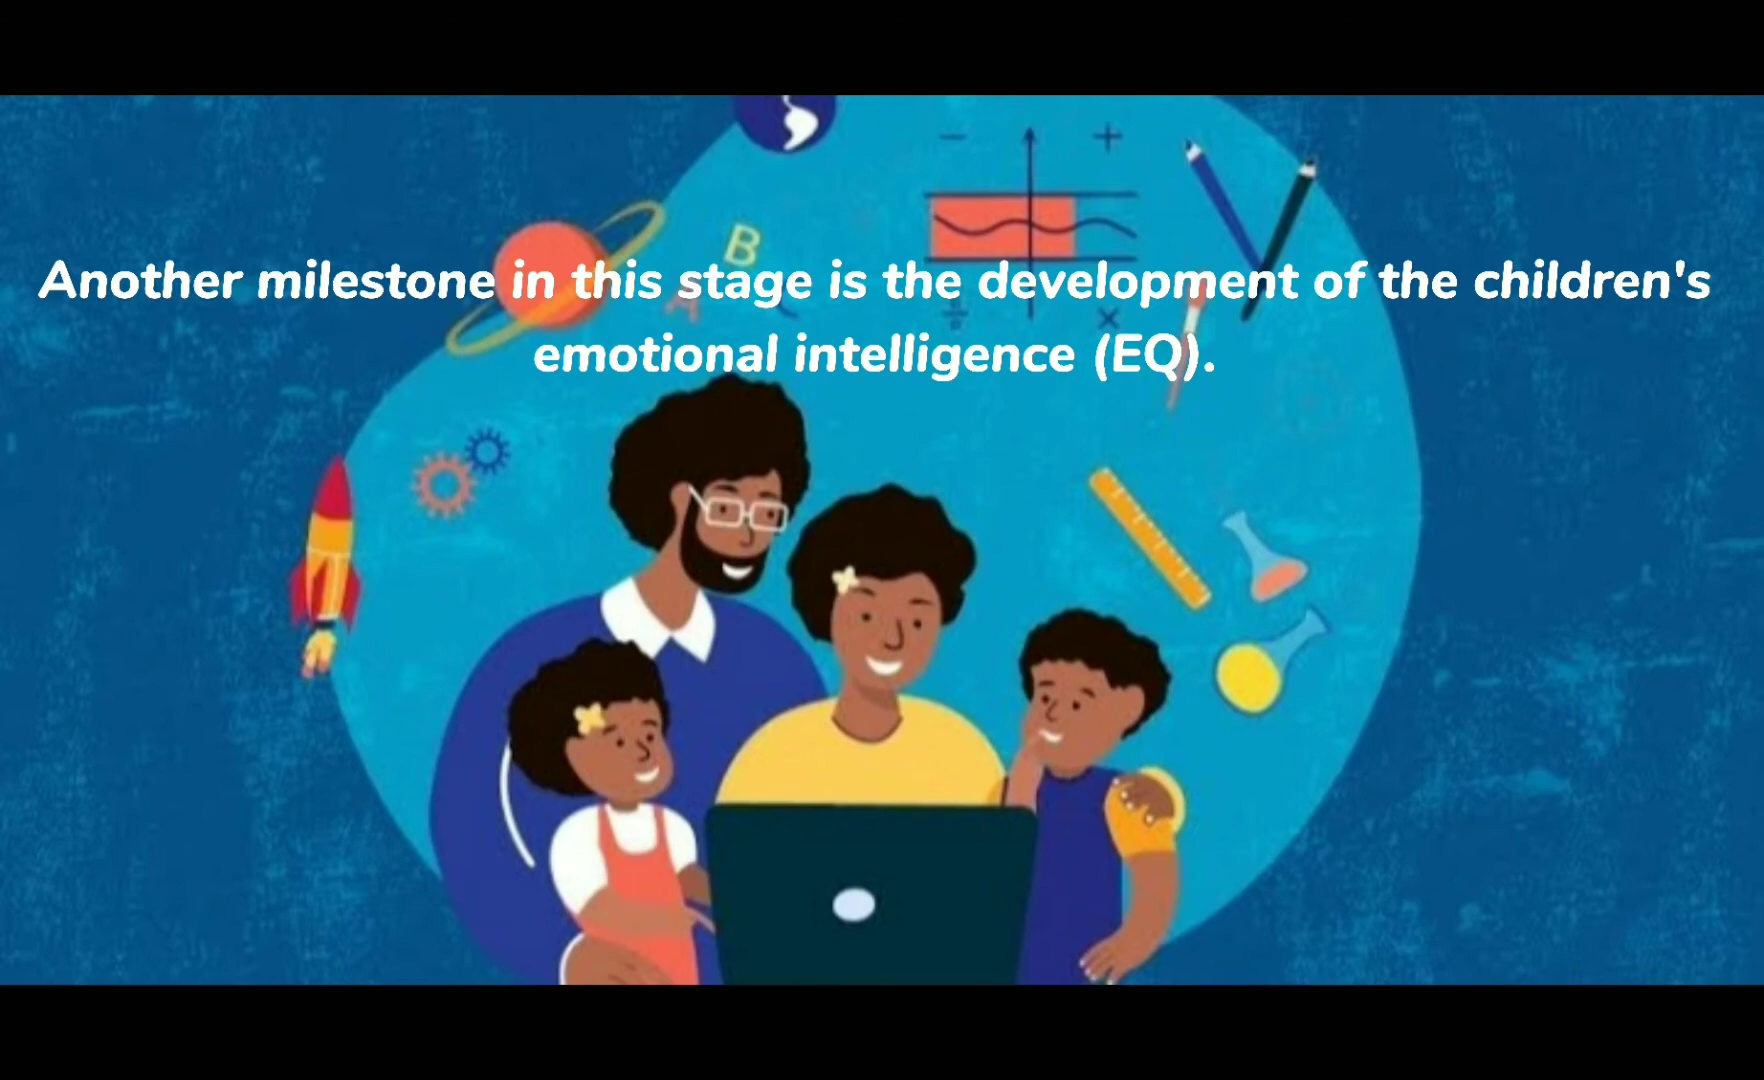 B
Another milestone in this stage is the development of the children's
emotional intelligence (EQ).